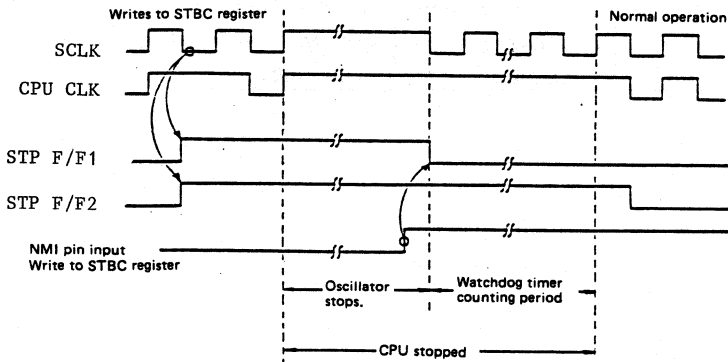 Writes to STBC register
Normal operation
SCLK
CPU CLK
STP F/F1
STP F/F2
NMI pin input
Write to STBC register
Oscillator
stops.
Watchdog timer
counting period
CPU stopped